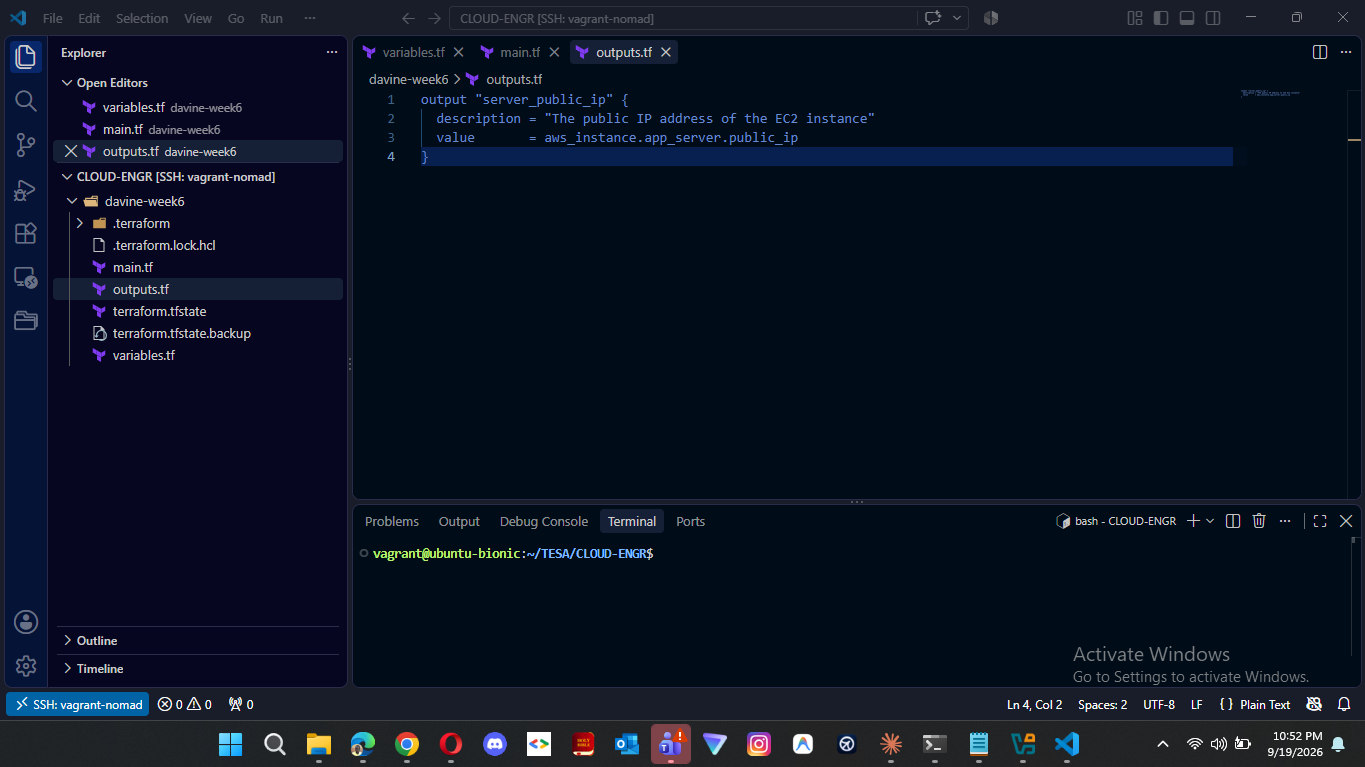 File Edit Selection View Go Run ···
CLOUD-ENGR [SSH: vagrant-nomad]
Explorer ···
Open Editors
variables.tf davine-week6
main.tf davine-week6
outputs.tf davine-week6
CLOUD-ENGR [SSH: vagrant-nomad]
davine-week6
.terraform
.terraform.lock.hcl
main.tf
outputs.tf
terraform.tfstate
terraform.tfstate.backup
variables.tf
Outline
Timeline
variables.tf main.tf outputs.tf
davine-week6 > outputs.tf
1 output "server_public_ip" {
2 description = "The public IP address of the EC2 instance"
3 value = aws_instance.app_server.public_ip
4 }
Problems Output Debug Console Terminal Ports
bash - CLOUD-ENGR
vagrant@ubuntu-bionic:~/TESA/CLOUD-ENGR$
Activate Windows
Go to Settings to activate Windows.
SSH: vagrant-nomad 0 0 0
Ln 4, Col 2 Spaces: 2 UTF-8 LF { } Plain Text
10:52 PM
9/19/2026